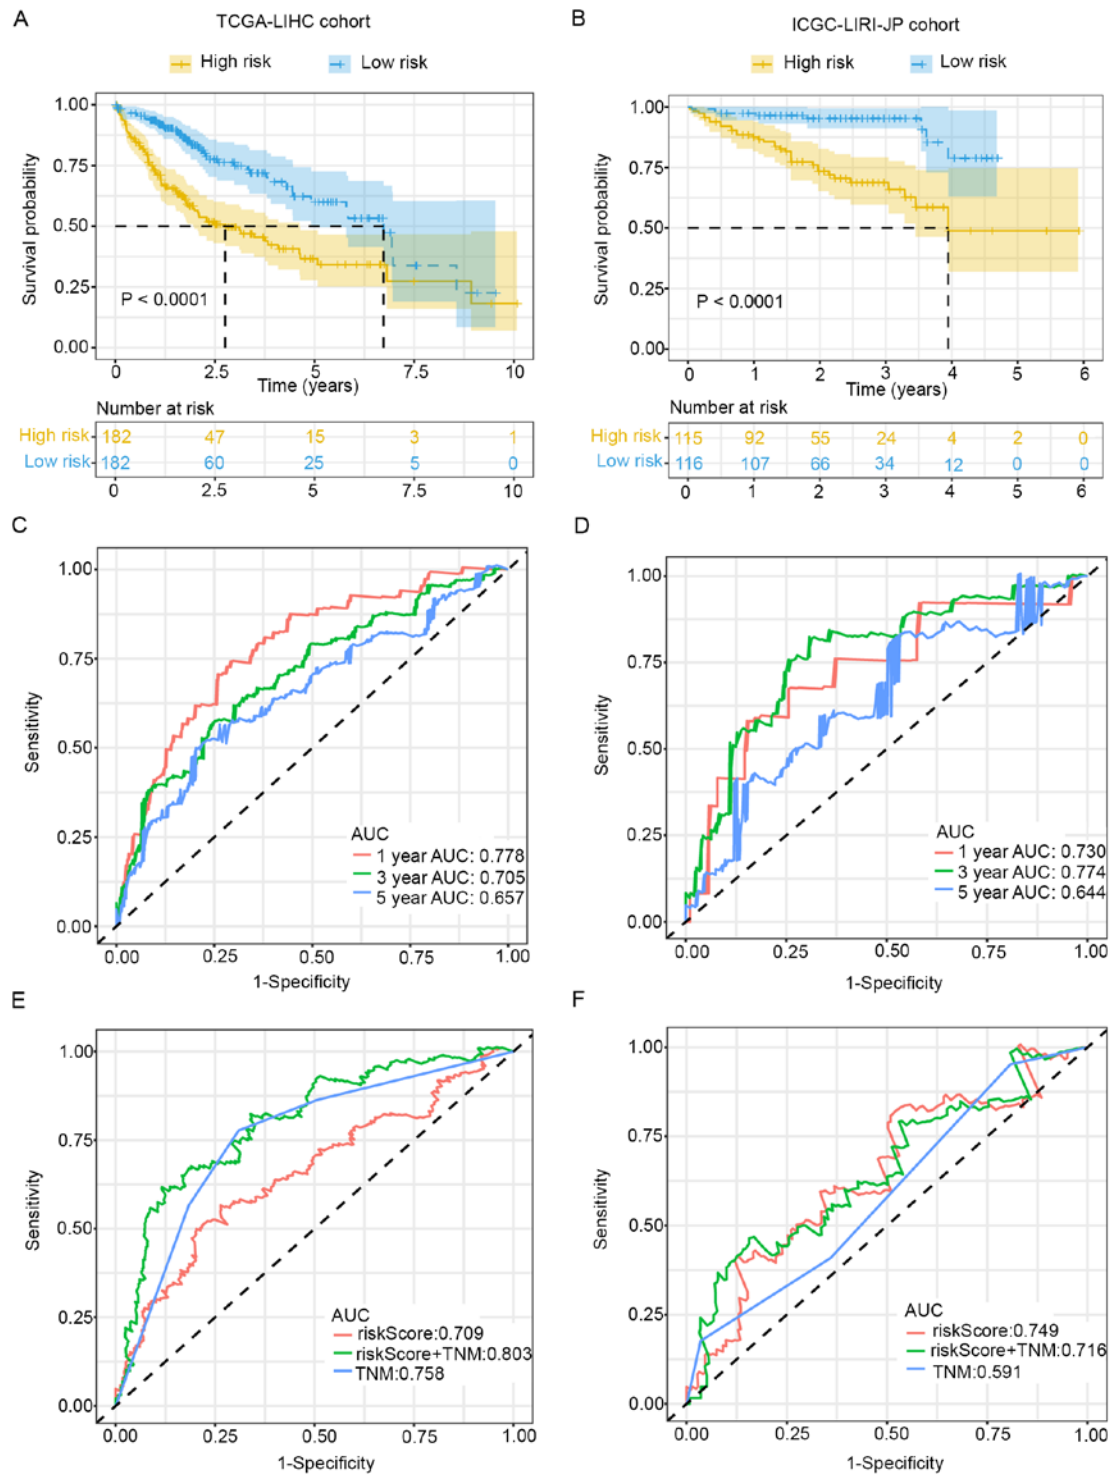 A
TCGA-LIHC cohort
High risk
Low risk
Survival probability
1.00
0.75
0.50
0.25
0.00
P < 0.0001
0 2.5 5 7.5 10
Time (years)
Number at risk
High risk 182 47 15 3 1
Low risk 182 60 25 5 0
0 2.5 5 7.5 10
B
ICGC-LIRI-JP cohort
High risk
Low risk
Survival probability
1.00
0.75
0.50
0.25
0.00
P < 0.0001
0 1 2 3 4 5 6
Time (years)
Number at risk
High risk 115 92 55 24 4 2 0
Low risk 116 107 66 34 12 0 0
0 1 2 3 4 5 6
C
Sensitivity
1.00
0.75
0.50
0.25
0.00
AUC
1 year AUC: 0.778
3 year AUC: 0.705
5 year AUC: 0.657
0.00 0.25 0.50 0.75 1.00
1-Specificity
D
Sensitivity
1.00
0.75
0.50
0.25
0.00
AUC
1 year AUC: 0.730
3 year AUC: 0.774
5 year AUC: 0.644
0.00 0.25 0.50 0.75 1.00
1-Specificity
E
Sensitivity
1.00
0.75
0.50
0.25
0.00
AUC
riskScore:0.709
riskScore+TNM:0.803
TNM:0.758
0.00 0.25 0.50 0.75 1.00
1-Specificity
F
Sensitivity
1.00
0.75
0.50
0.25
0.00
AUC
riskScore:0.749
riskScore+TNM:0.716
TNM:0.591
0.00 0.25 0.50 0.75 1.00
1-Specificity